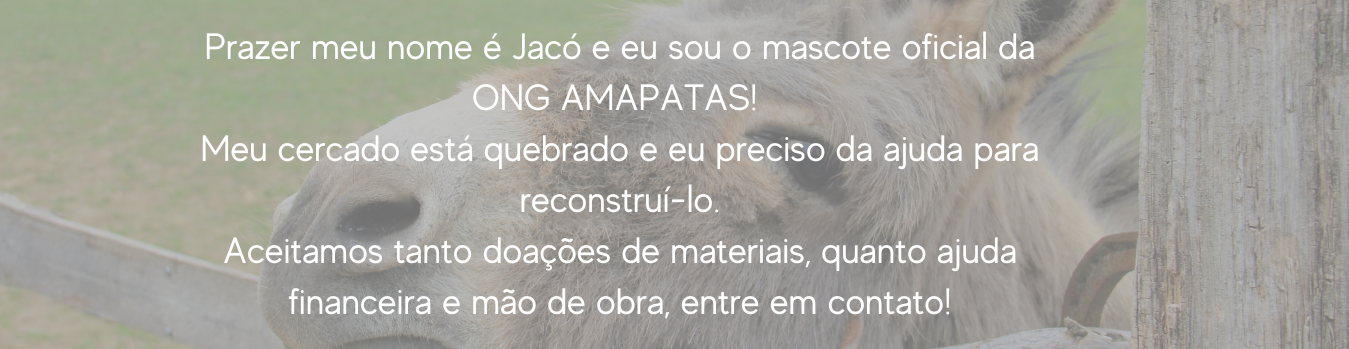 Prazer meu nome é Jacó e eu sou o mascote oficial da
ONG AMAPATAS!
Meu cercado está quebrado e eu preciso da ajuda para
reconstruí-lo.
Aceitamos tanto doações de materiais, quanto ajuda
financeira e mão de obra, entre em contato!